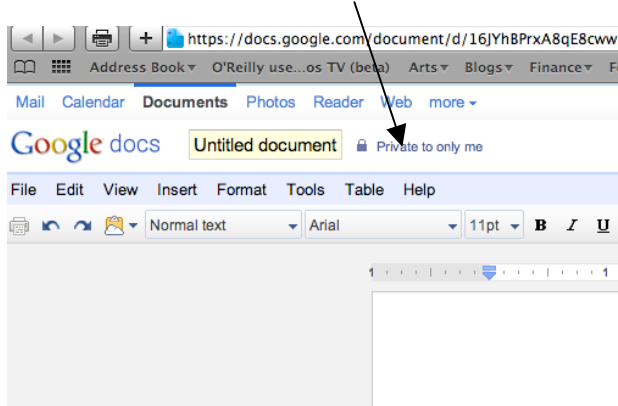 https://docs.google.com/document/d/16JYhBPrxA8qE8cww
Address Book O'Reilly use...os TV (beta) Arts Blogs Finance
Mail Calendar Documents Photos Reader Web more
Google docs Untitled document Private to only me
File Edit View Insert Format Tools Table Help
Normal text Arial 11pt B I U
1 1